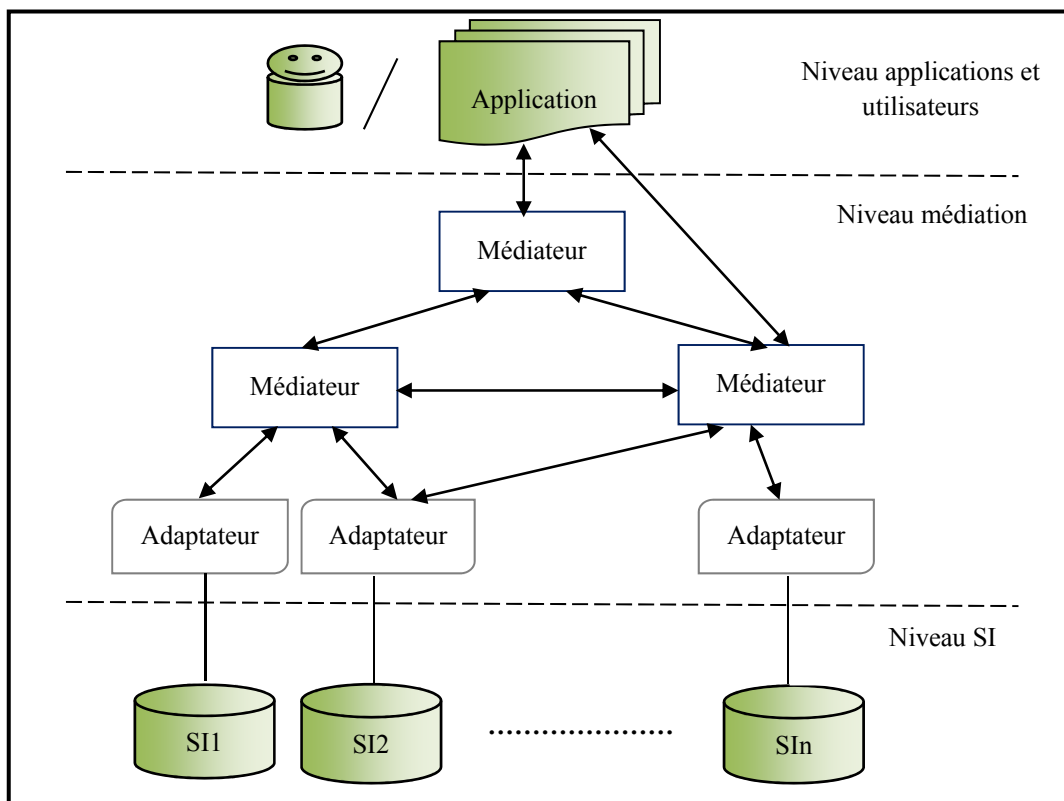 Application
Niveau applications et
utilisateurs
Niveau médiation
Médiateur
Médiateur
Médiateur
Adaptateur
Adaptateur
Adaptateur
Niveau SI
SI1
SI2
SIn